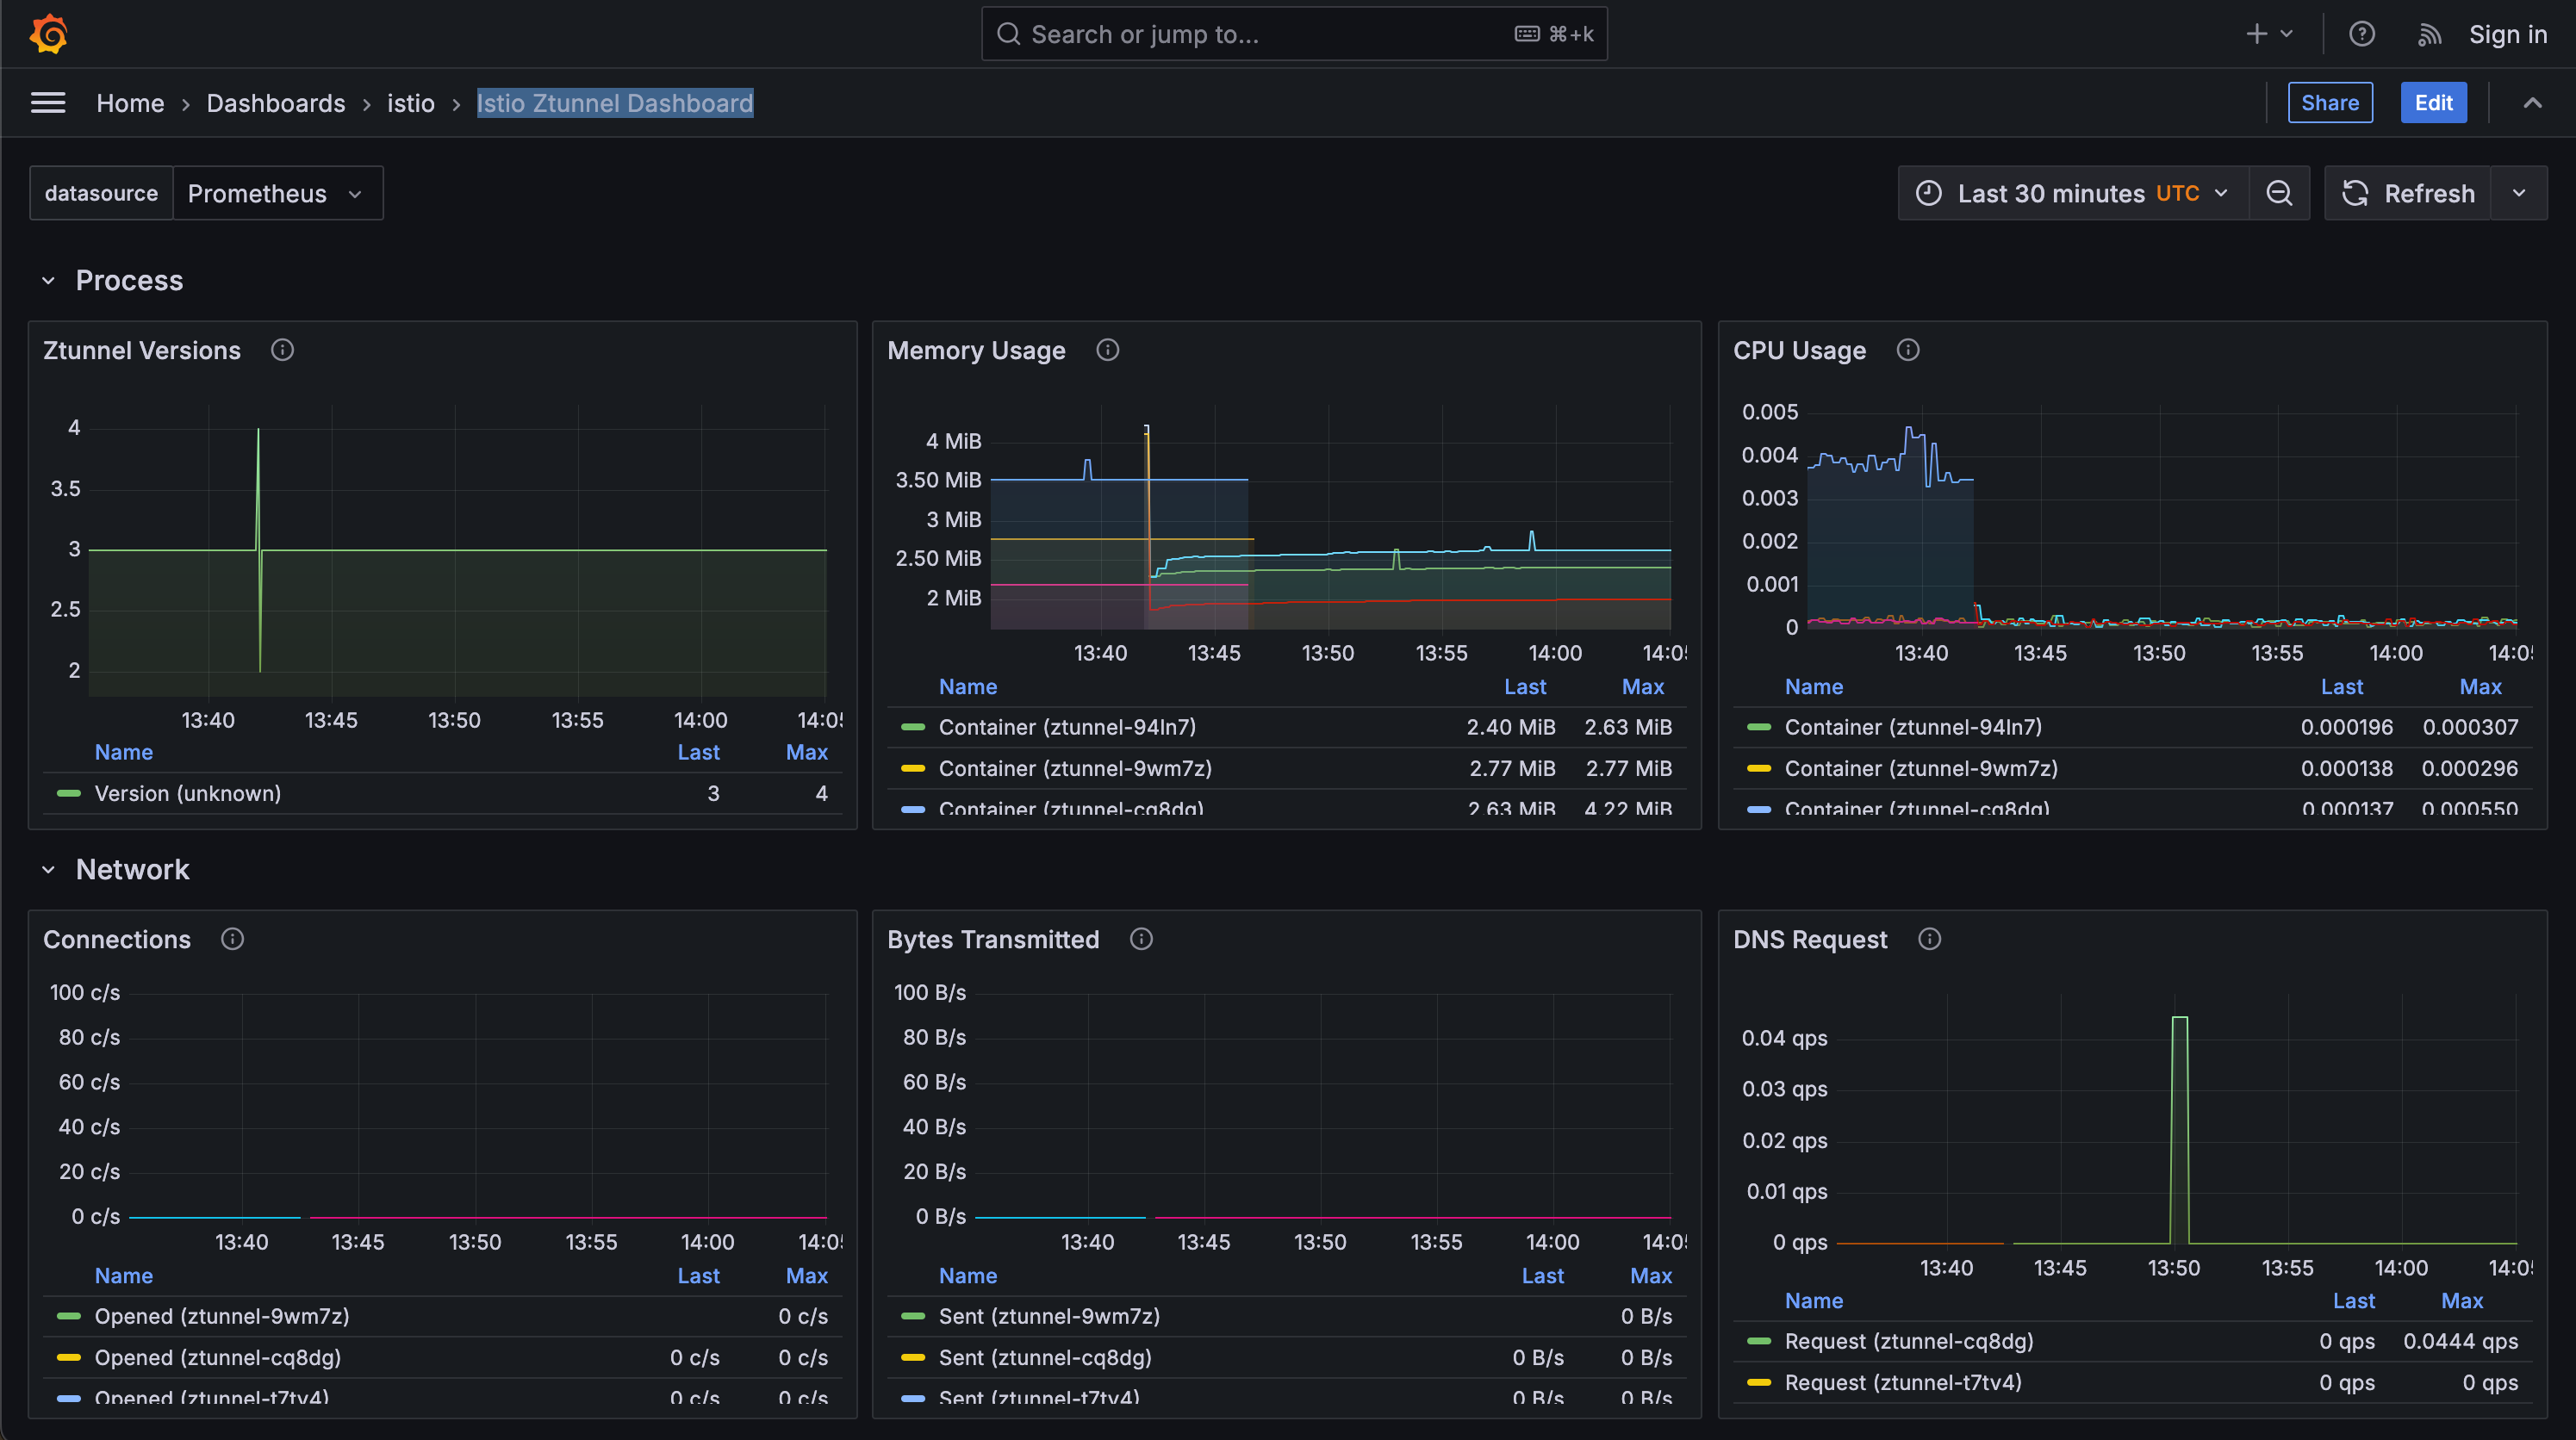 Search or jump to... ⌘+k Sign in
Home › Dashboards › istio › Istio Ztunnel Dashboard Share Edit
datasource Prometheus Last 30 minutes UTC Refresh
Process
Ztunnel Versions
4
3.5
3
2.5
2
13:40 13:45 13:50 13:55 14:00 14:05
Name Last Max
Version (unknown) 3 4
Memory Usage
4 MiB
3.50 MiB
3 MiB
2.50 MiB
2 MiB
13:40 13:45 13:50 13:55 14:00 14:05
Name Last Max
Container (ztunnel-94ln7) 2.40 MiB 2.63 MiB
Container (ztunnel-9wm7z) 2.77 MiB 2.77 MiB
Container (ztunnel-cq8dg) 2.63 MiB 4.22 MiB
CPU Usage
0.005
0.004
0.003
0.002
0.001
0
13:40 13:45 13:50 13:55 14:00 14:05
Name Last Max
Container (ztunnel-94ln7) 0.000196 0.000307
Container (ztunnel-9wm7z) 0.000138 0.000296
Container (ztunnel-cq8dg) 0.000137 0.000550
Network
Connections
100 c/s
80 c/s
60 c/s
40 c/s
20 c/s
0 c/s
13:40 13:45 13:50 13:55 14:00 14:05
Name Last Max
Opened (ztunnel-9wm7z) 0 c/s
Opened (ztunnel-cq8dg) 0 c/s 0 c/s
Opened (ztunnel-t7tv4) 0 c/s 0 c/s
Bytes Transmitted
100 B/s
80 B/s
60 B/s
40 B/s
20 B/s
0 B/s
13:40 13:45 13:50 13:55 14:00 14:05
Name Last Max
Sent (ztunnel-9wm7z) 0 B/s
Sent (ztunnel-cq8dg) 0 B/s 0 B/s
Sent (ztunnel-t7tv4) 0 B/s 0 B/s
DNS Request
0.04 qps
0.03 qps
0.02 qps
0.01 qps
0 qps
13:40 13:45 13:50 13:55 14:00 14:05
Name Last Max
Request (ztunnel-cq8dg) 0 qps 0.0444 qps
Request (ztunnel-t7tv4) 0 qps 0 qps